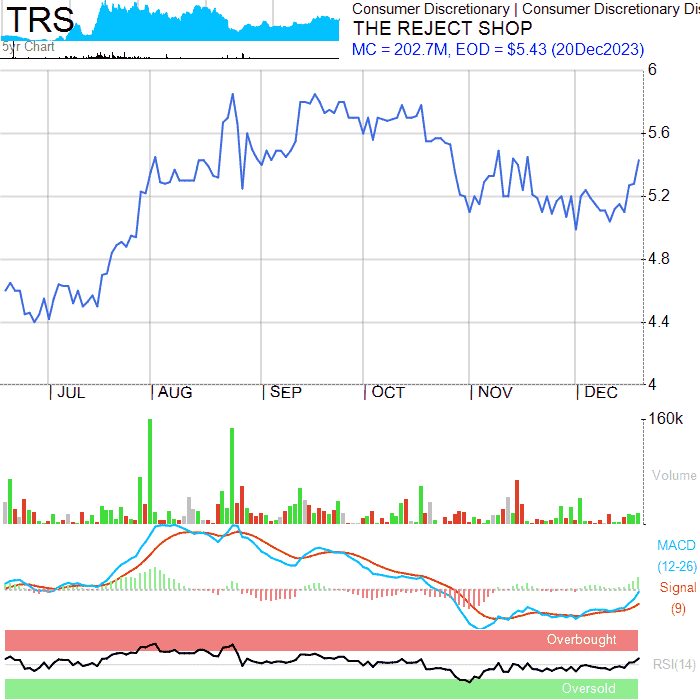 TRS
5yr Chart
Consumer Discretionary | Consumer Discretionary Dis
THE REJECT SHOP
MC = 202.7M, EOD = $5.43 (20Dec2023)
6
5.6
5.2
4.8
4.4
4
JUL AUG SEP OCT NOV DEC
160k
Volume
MACD
(12-26)
Signal
(9)
Overbought
RSI(14)
Oversold